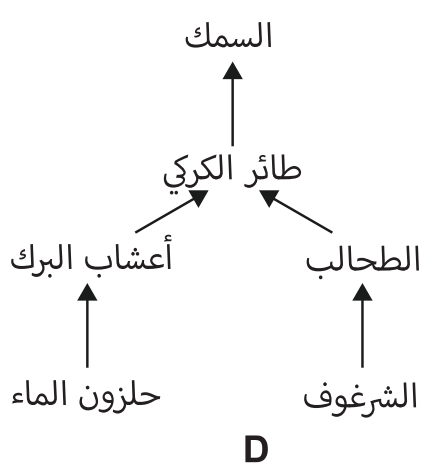 السمك
طائر الكركي
الطحالب
أعشاب البرك
الشرغوف
حلزون الماء
D